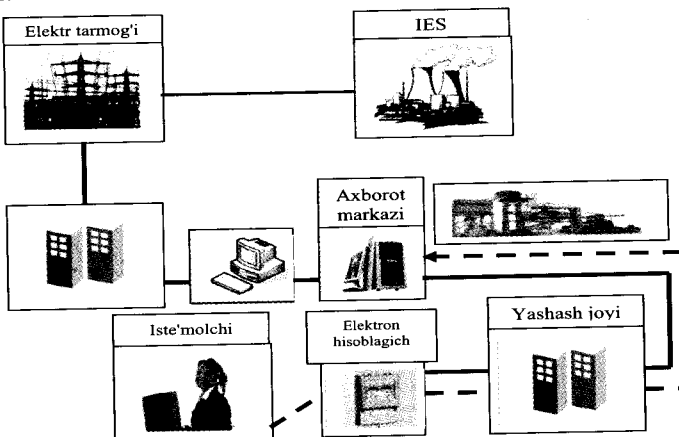 Elektr tarmog'i
IES
Axborot
markazi
Iste'molchi
Elektron
hisoblagich
Yashash joyi